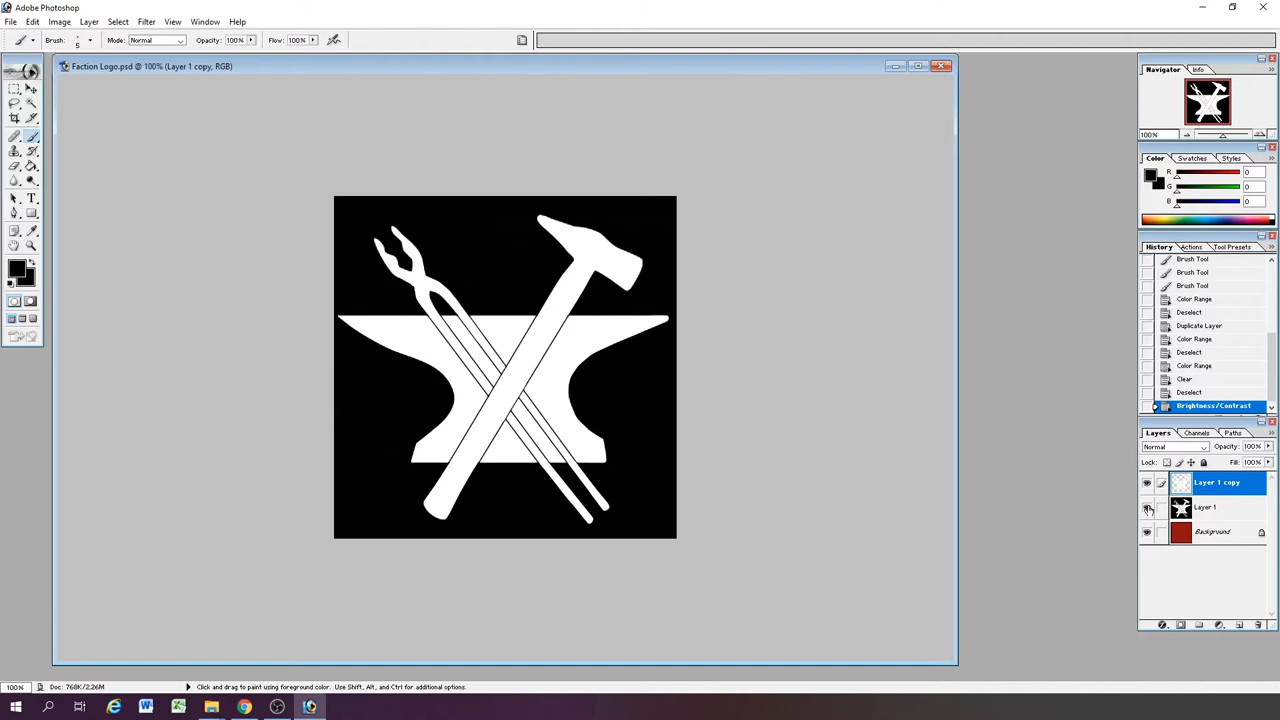 Adobe Photoshop
File Edit Image Layer Select Filter View Window Help
Brush: 5 Mode: Normal Opacity: 100% Flow: 100%
Faction Logo.psd @ 100% (Layer 1 copy, RGB)
Navigator Info
100%
Color Swatches Styles
R 0
G 0
B 0
History Actions Tool Presets
Brush Tool
Brush Tool
Brush Tool
Color Range
Deselect
Duplicate Layer
Color Range
Deselect
Color Range
Clear
Deselect
Brightness/Contrast
Layers Channels Paths
Normal Opacity: 100%
Lock: Fill: 100%
Layer 1 copy
Layer 1
Background
100% Doc: 768K/2.26M Click and drag to paint using foreground color. Use Shift, Alt, and Ctrl for additional options.